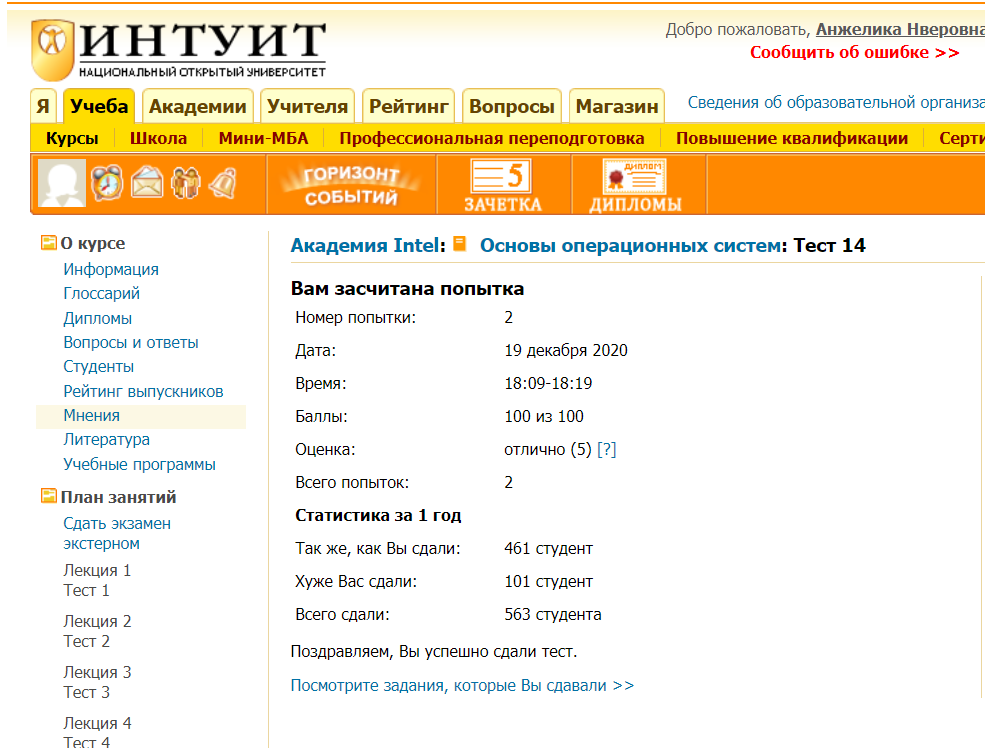 ИНТУИТ
НАЦИОНАЛЬНЫЙ ОТКРЫТЫЙ УНИВЕРСИТЕТ
Добро пожаловать, Анжелика Нверовна
Сообщить об ошибке >>
Я Учеба Академии Учителя Рейтинг Вопросы Магазин Сведения об образовательной организа
Курсы Школа Мини-МБА Профессиональная переподготовка Повышение квалификации Серти
ГОРИЗОНТ СОБЫТИЙ
5 ЗАЧЕТКА
ДИПЛОМ ДИПЛОМЫ
О курсе
Информация
Глоссарий
Дипломы
Вопросы и ответы
Студенты
Рейтинг выпускников
Мнения
Литература
Учебные программы
План занятий
Сдать экзамен
экстерном
Лекция 1
Тест 1
Лекция 2
Тест 2
Лекция 3
Тест 3
Лекция 4
Тест 4
Академия Intel: Основы операционных систем: Тест 14
Вам засчитана попытка
Номер попытки: 2
Дата: 19 декабря 2020
Время: 18:09-18:19
Баллы: 100 из 100
Оценка: отлично (5) [?]
Всего попыток: 2
Статистика за 1 год
Так же, как Вы сдали: 461 студент
Хуже Вас сдали: 101 студент
Всего сдали: 563 студента
Поздравляем, Вы успешно сдали тест.
Посмотрите задания, которые Вы сдавали >>